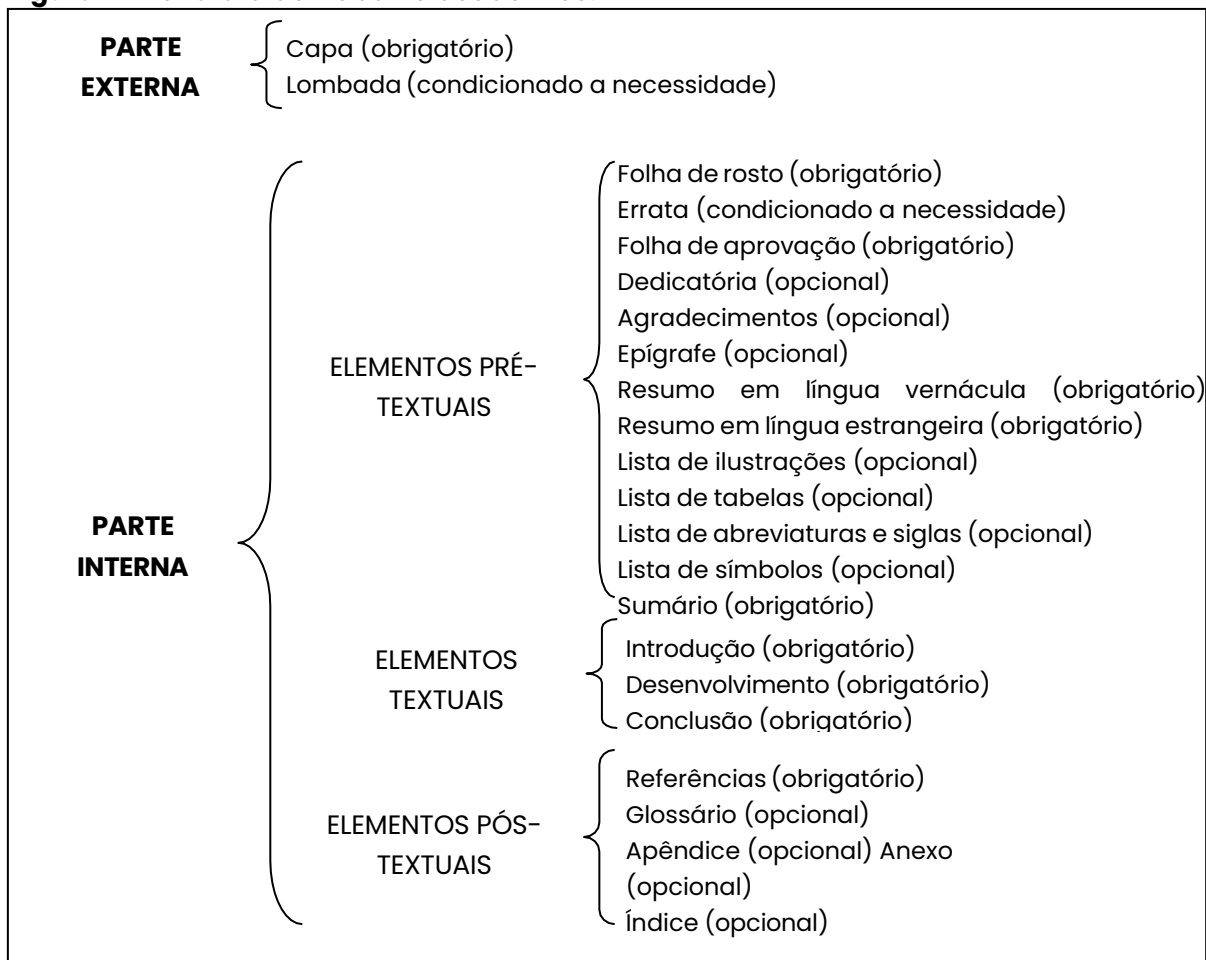 PARTE
EXTERNA
Capa (obrigatório)
Lombada (condicionado a necessidade)
PARTE
INTERNA
ELEMENTOS PRÉ-
TEXTUAIS
Folha de rosto (obrigatório)
Errata (condicionado a necessidade)
Folha de aprovação (obrigatório)
Dedicatória (opcional)
Agradecimentos (opcional)
Epígrafe (opcional)
Resumo em língua vernácula (obrigatório)
Resumo em língua estrangeira (obrigatório)
Lista de ilustrações (opcional)
Lista de tabelas (opcional)
Lista de abreviaturas e siglas (opcional)
Lista de símbolos (opcional)
Sumário (obrigatório)
ELEMENTOS
TEXTUAIS
Introdução (obrigatório)
Desenvolvimento (obrigatório)
Conclusão (obrigatório)
ELEMENTOS PÓS-
TEXTUAIS
Referências (obrigatório)
Glossário (opcional)
Apêndice (opcional) Anexo
(opcional)
Índice (opcional)